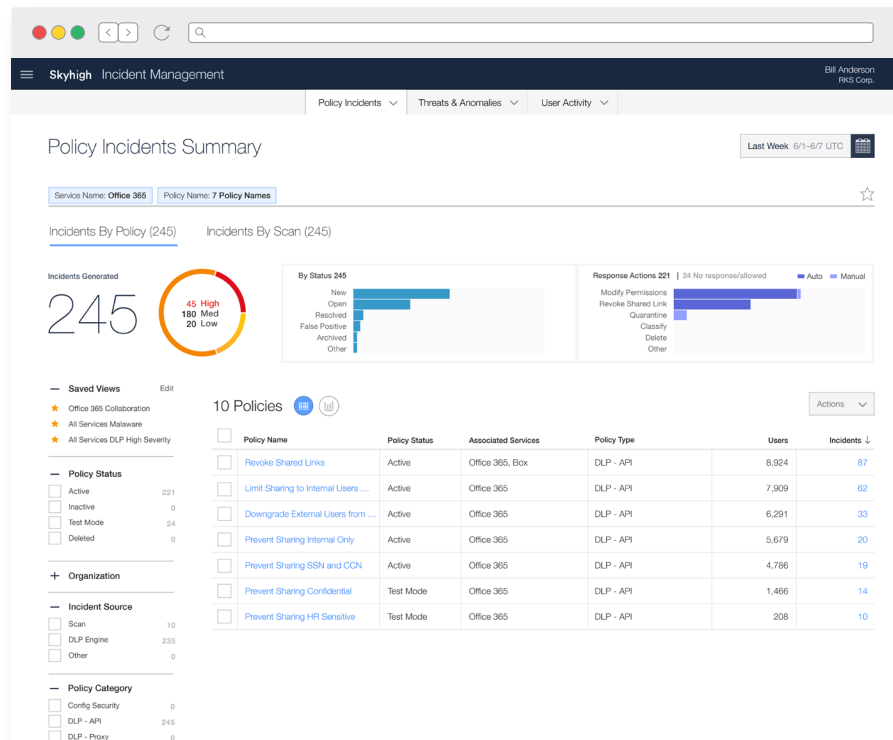 Skyhigh Incident Management
Bill Anderson
RKS Corp.
Policy Incidents
Threats & Anomalies
User Activity
Policy Incidents Summary
Last Week 6/1–6/7 UTC
Service Name: Office 365
Policy Name: 7 Policy Names
Incidents By Policy (245)
Incidents By Scan (245)
Incidents Generated
245
45 High
180 Med
20 Low
By Status 245
New
Open
Resolved
False Positive
Archived
Other
Response Actions 221 | 24 No response/allowed
Auto
Manual
Modify Permissions
Revoke Shared Link
Quarantine
Classify
Delete
Other
Saved Views Edit
Office 365 Collaboration
All Services Malaware
All Services DLP High Severity
Policy Status
Active 221
Inactive 0
Test Mode 24
Deleted 0
Organization
Incident Source
Scan 10
DLP Engine 235
Other 0
Policy Category
Config Security 0
DLP - API 245
DLP - Proxy 0
10 Policies
Actions
Policy Name Policy Status Associated Services Policy Type Users Incidents ↓
Revoke Shared Links Active Office 365, Box DLP - API 8,924 87
Limit Sharing to Internal Users ... Active Office 365 DLP - API 7,909 62
Downgrade External Users from ... Active Office 365 DLP - API 6,291 33
Prevent Sharing Internal Only Active Office 365 DLP - API 5,679 20
Prevent Sharing SSN and CCN Active Office 365 DLP - API 4,786 19
Prevent Sharing Confidential Test Mode Office 365 DLP - API 1,466 14
Prevent Sharing HR Sensitive Test Mode Office 365 DLP - API 208 10